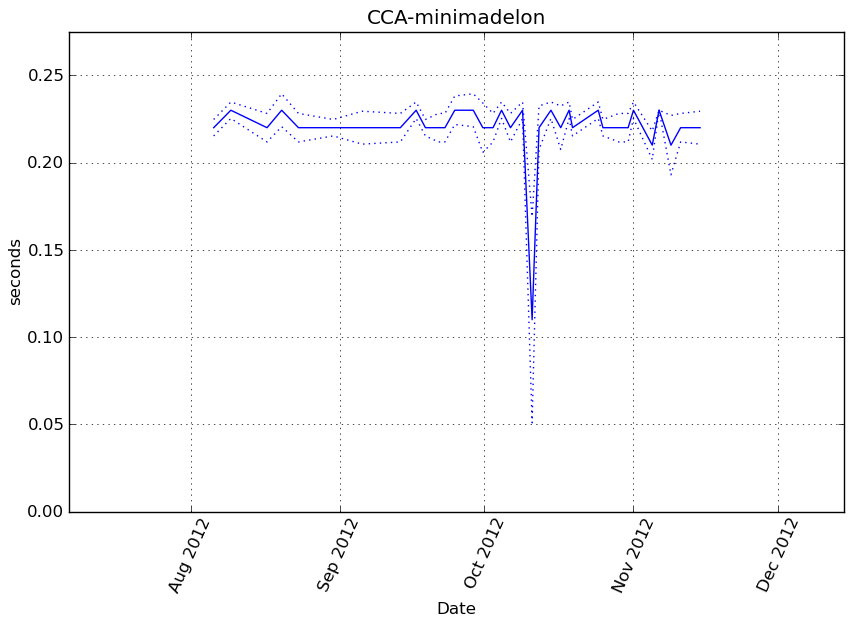 CCA-minimadelon
0.25
0.20
0.15
0.10
0.05
0.00
seconds
Aug 2012
Sep 2012
Oct 2012
Nov 2012
Dec 2012
Date